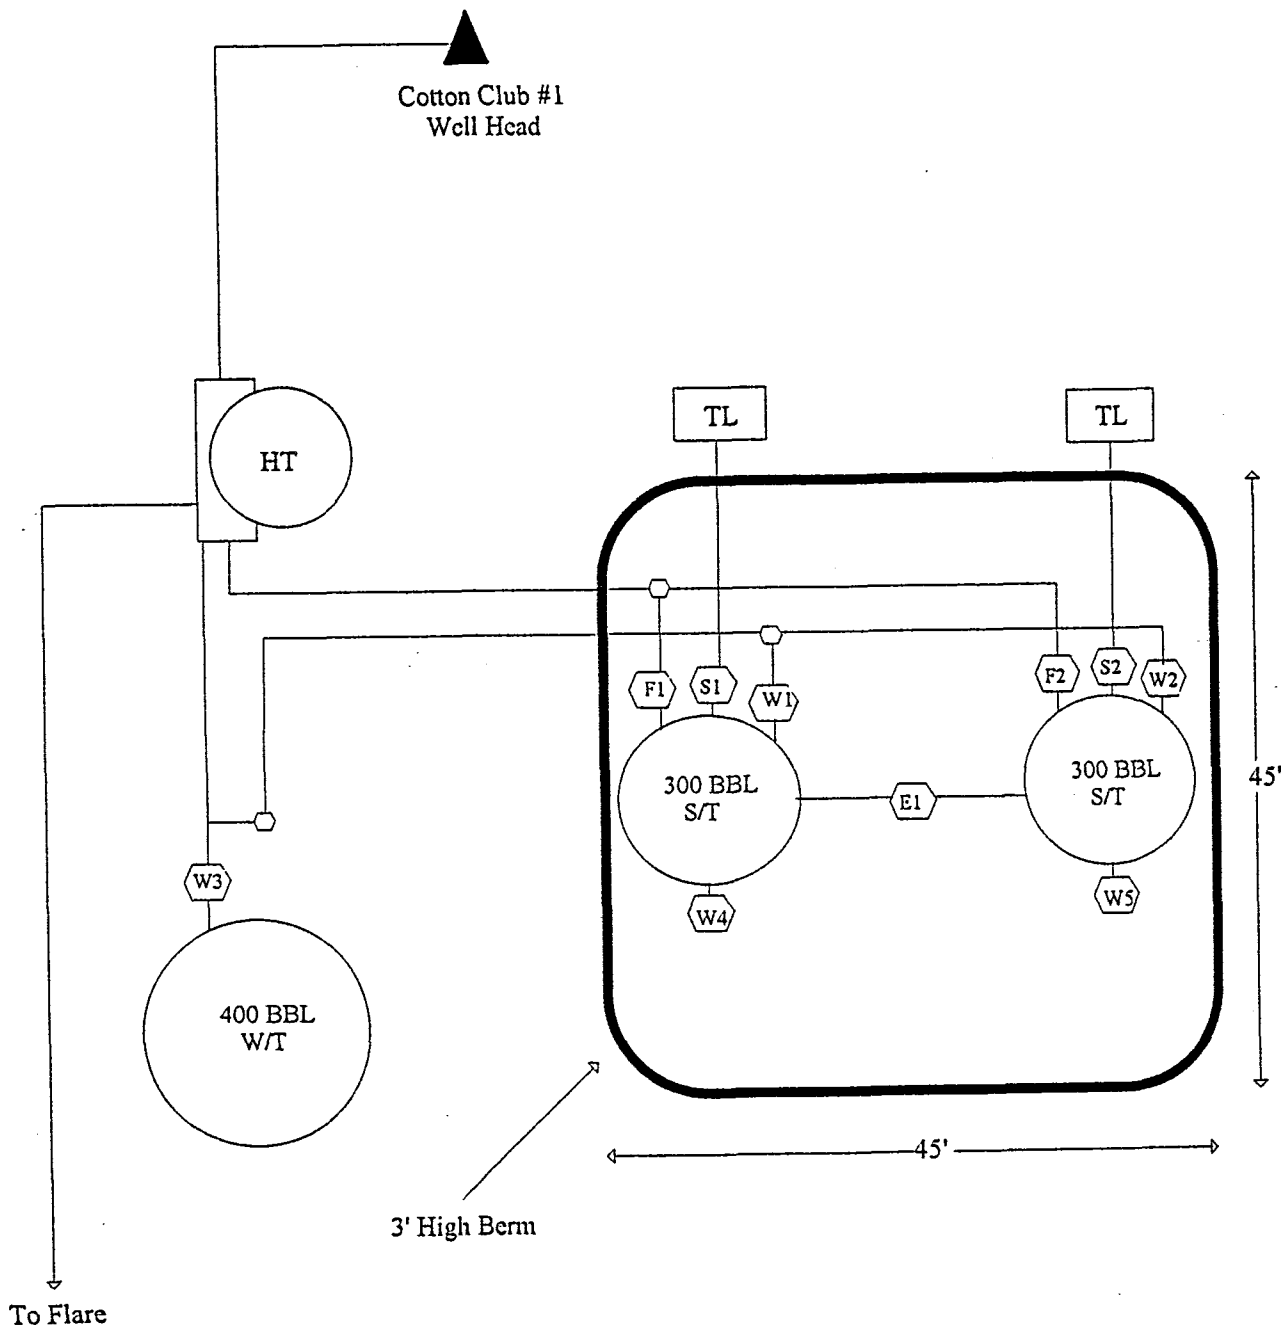 Cotton Club #1
Well Head
HT
TL
TL
F1
S1
W1
F2
S2
W2
300 BBL
S/T
300 BBL
S/T
E1
45'
W3
W4
W5
400 BBL
W/T
45'
3' High Berm
To Flare